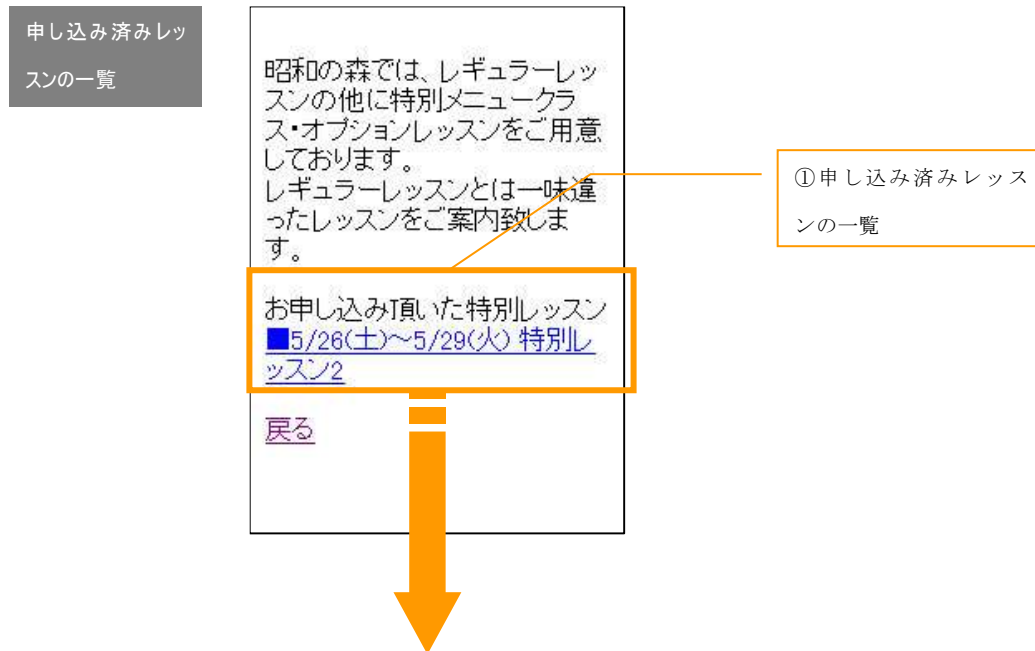 申し込み済みレッ
スンの一覧
昭和の森では、レギュラーレッ
スンの他に特別メニュークラ
ス・オプションレッスンをご用意
しております。
レギュラーレッスンとは一味違
ったレッスンをご案内致しま
す。
お申し込み頂いた特別レッスン
■5/26(土)～5/29(火) 特別レ
ッスン2
戻る
①申し込み済みレッス
ンの一覧